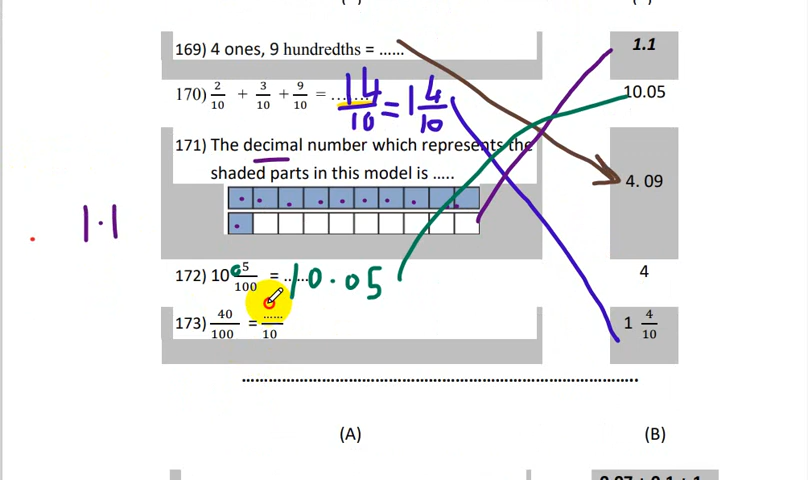 169) 4 ones, 9 hundredths = ......
1.1
170) 2/10 + 3/10 + 9/10 = ........ 14/10 = 1 4/10
10.05
171) The decimal number which represents the
shaded parts in this model is .....
4. 09
1.1
172) 10 5/100 = ...... 10.05
4
173) 40/100 = ....../10
1 4/10
(A)
(B)